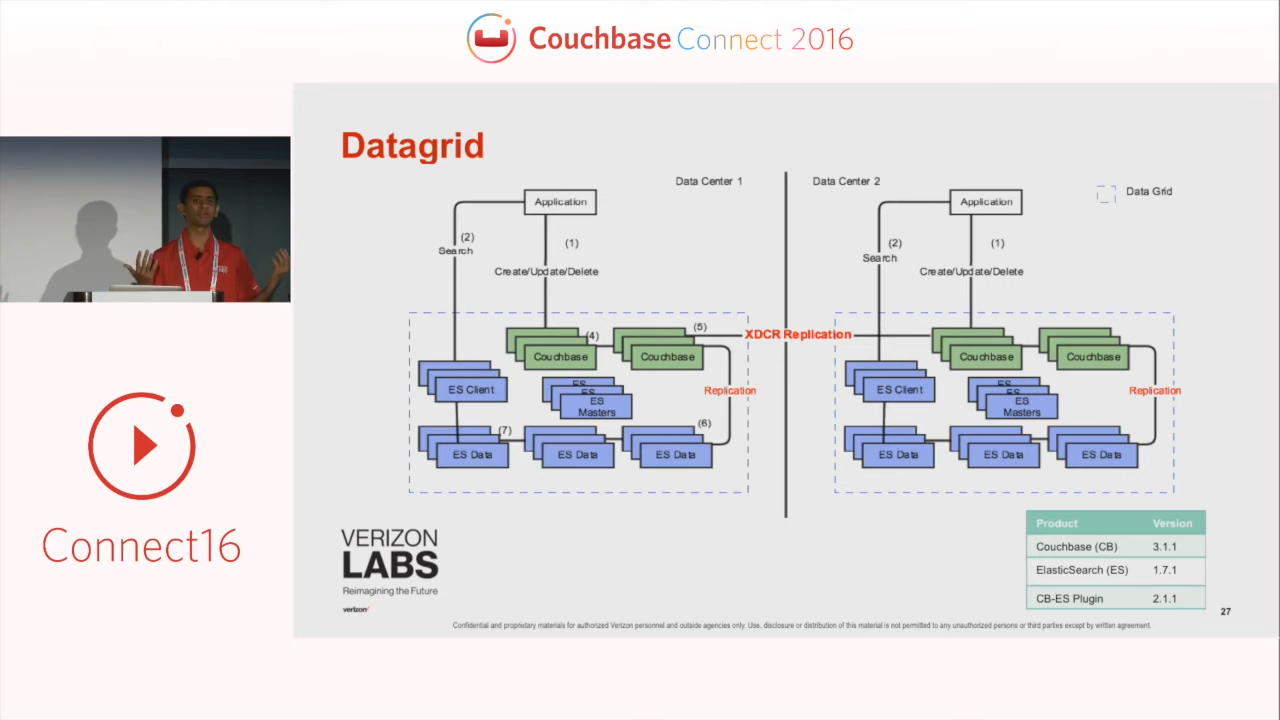 Couchbase Connect 2016
Datagrid
Data Center 1
Data Center 2
Data Grid
Application
Application
(2)
Search
(1)
Create/Update/Delete
(2)
Search
(1)
Create/Update/Delete
(4)
(5)
XDCR Replication
Couchbase
Couchbase
Couchbase
Couchbase
ES Client
ES
ES
ES
Masters
Replication
ES Client
ES
ES
ES
Masters
Replication
(7)
(6)
ES Data
ES Data
ES Data
ES Data
ES Data
ES Data
Connect16
VERIZON
LABS
Reimagining the Future
verizon✓
Product Version
Couchbase (CB) 3.1.1
ElasticSearch (ES) 1.7.1
CB-ES Plugin 2.1.1
27
Confidential and proprietary materials for authorized Verizon personnel and outside agencies only. Use, disclosure or distribution of this material is not permitted to any unauthorized persons or third parties except by written agreement.